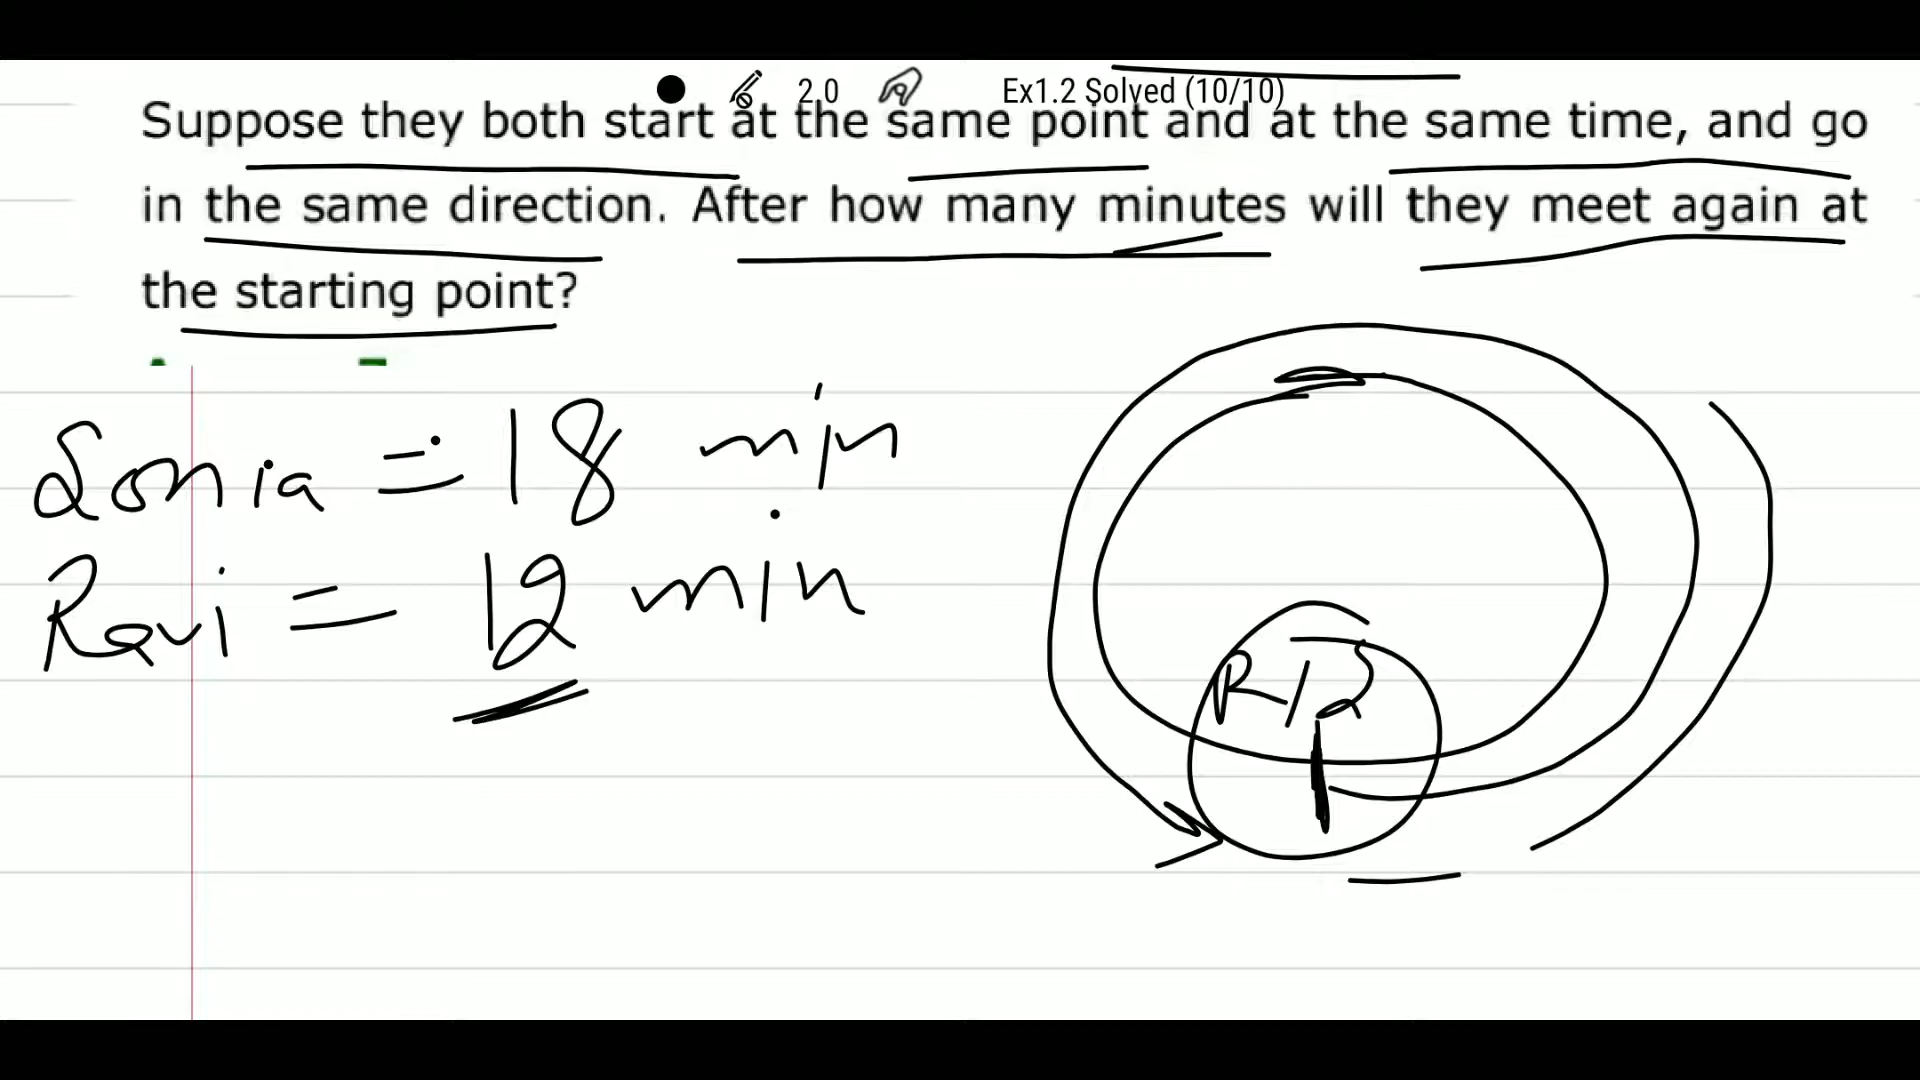 2.0 Ex1.2 Solved (10/10)
Suppose they both start at the same point and at the same time, and go
in the same direction. After how many minutes will they meet again at
the starting point?
Sonia = 18 min
Ravi = 12 min
R/S